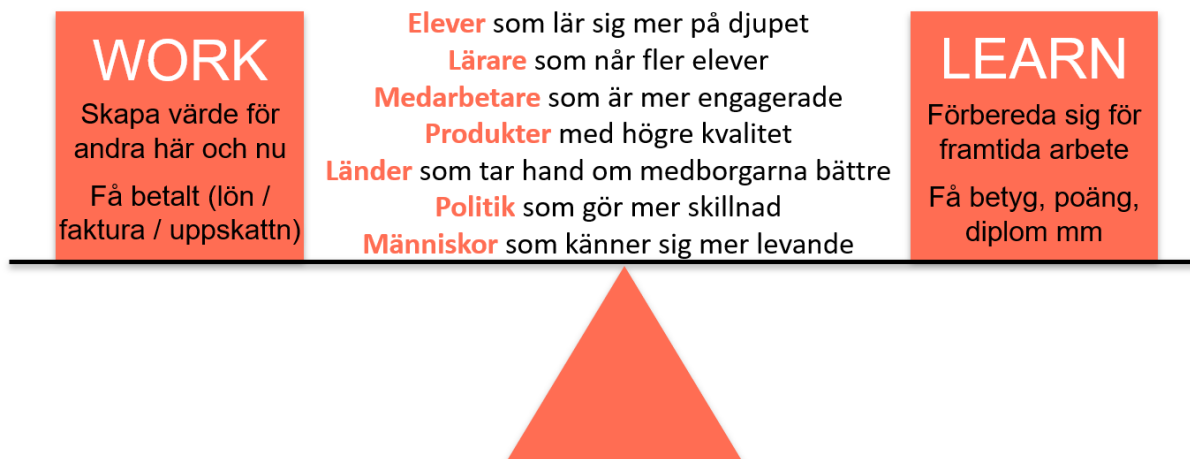 WORK
Skapa värde för
andra här och nu
Få betalt (lön /
faktura / uppskattn)
Elever som lär sig mer på djupet
Lärare som når fler elever
Medarbetare som är mer engagerade
Produkter med högre kvalitet
Länder som tar hand om medborgarna bättre
Politik som gör mer skillnad
Människor som känner sig mer levande
LEARN
Förbereda sig för
framtida arbete
Få betyg, poäng,
diplom mm